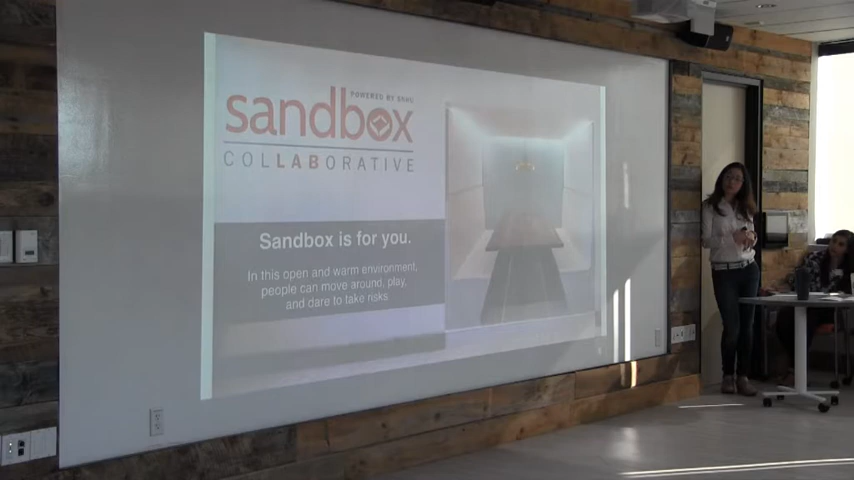 POWERED BY SNHU
sandbox
COLLABORATIVE
Sandbox is for you.
In this open and warm environment,
people can move around, play,
and dare to take risks